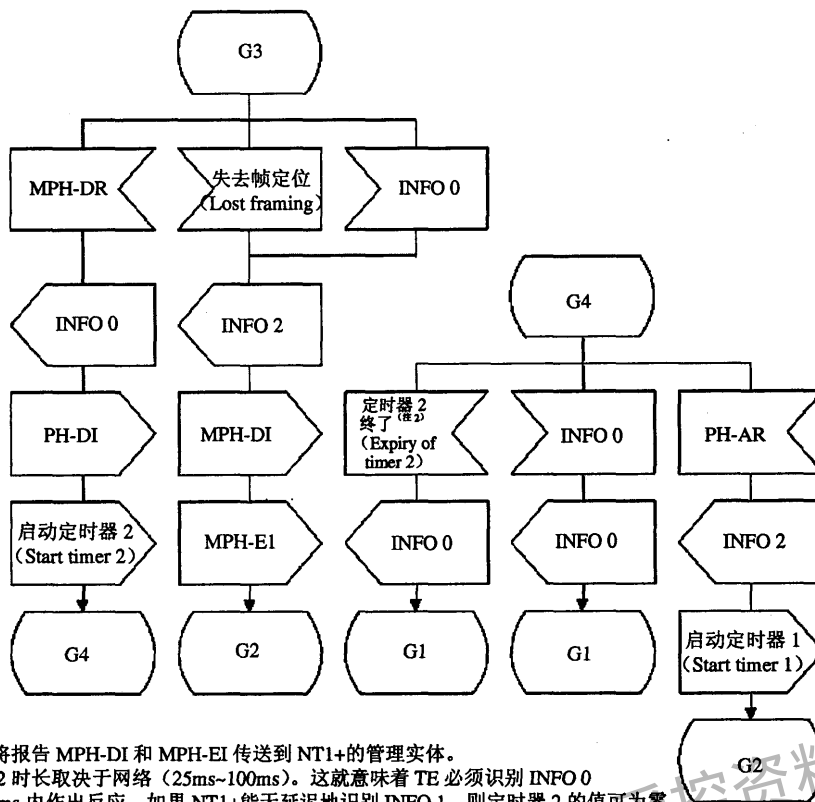 G3
MPH-DR
失去帧定位
(Lost framing)
INFO 0
INFO 0
INFO 2
PH-DI
MPH-DI
启动定时器 2
(Start timer 2)
MPH-E1
G4
G2
G4
定时器 2
终了(注2)
(Expiry of
timer 2)
INFO 0
PH-AR
INFO 0
INFO 0
INFO 2
G1
G1
启动定时器 1
(Start timer 1)
G2
将报告 MPH-DI 和 MPH-EI 传送到 NT1+的管理实体。
2 时长取决于网络(25ms~100ms)。这就意味着 TE 必须识别 INFO 0
ms 内作出反应。如果 NT1+能无延迟地识别 INFO 1,则定时器 2 的值可为零
控资料